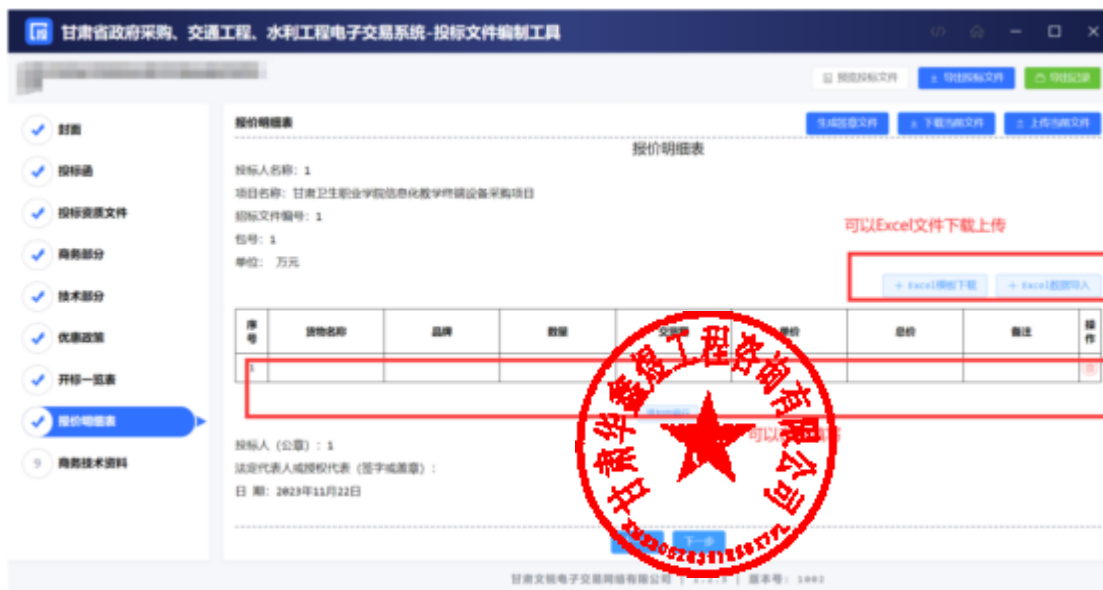 甘肃省政府采购、交通工程、水利工程电子交易系统-投标文件编制工具
预览投标文件 导出投标文件 导出记录
封面
投标函
投标资质文件
商务部分
技术部分
优惠政策
开标一览表
报价明细表
9 商务技术资料
报价明细表 生成签章文件 下载当前文件 上传当前文件
报价明细表
投标人名称：1
项目名称：甘肃卫生职业学院信息化教学终端设备采购项目
招标文件编号：1
包号：1
单位： 万元
可以Excel文件下载上传
+ Excel模板下载 + Excel数据导入
序号 货物名称 品牌 数量 交货期 单价 总价 备注 操作
1
可以
投标人（公章）：1
法定代表人或授权代表（签字或盖章）：
日 期：2023年11月22日
下一步
甘肃文锐电子交易网络有限公司 | | 版本号：1002
甘肃华鑫煜工程咨询有限公司